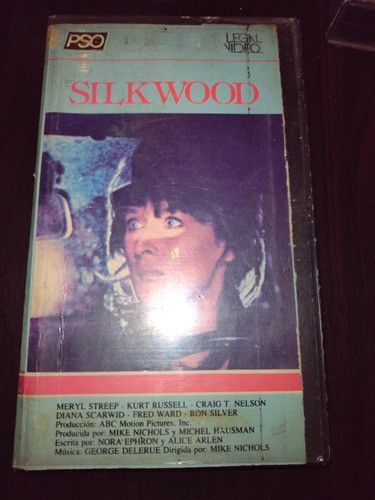 PSO
LEGAL
VIDEO
SILKWOOD
MERYL STREEP - KURT RUSSELL - CRAIG T. NELSON
DIANA SCARWID - FRED WARD - RON SILVER
Producción: ABC Motion Pictures, Inc.
Producida por: MIKE NICHOLS y MICHEL HAUSMAN
Escrita por: NORA EPHRON y ALICE ARLEN
Música: GEORGE DELERUE Dirigida por: MIKE NICHOLS